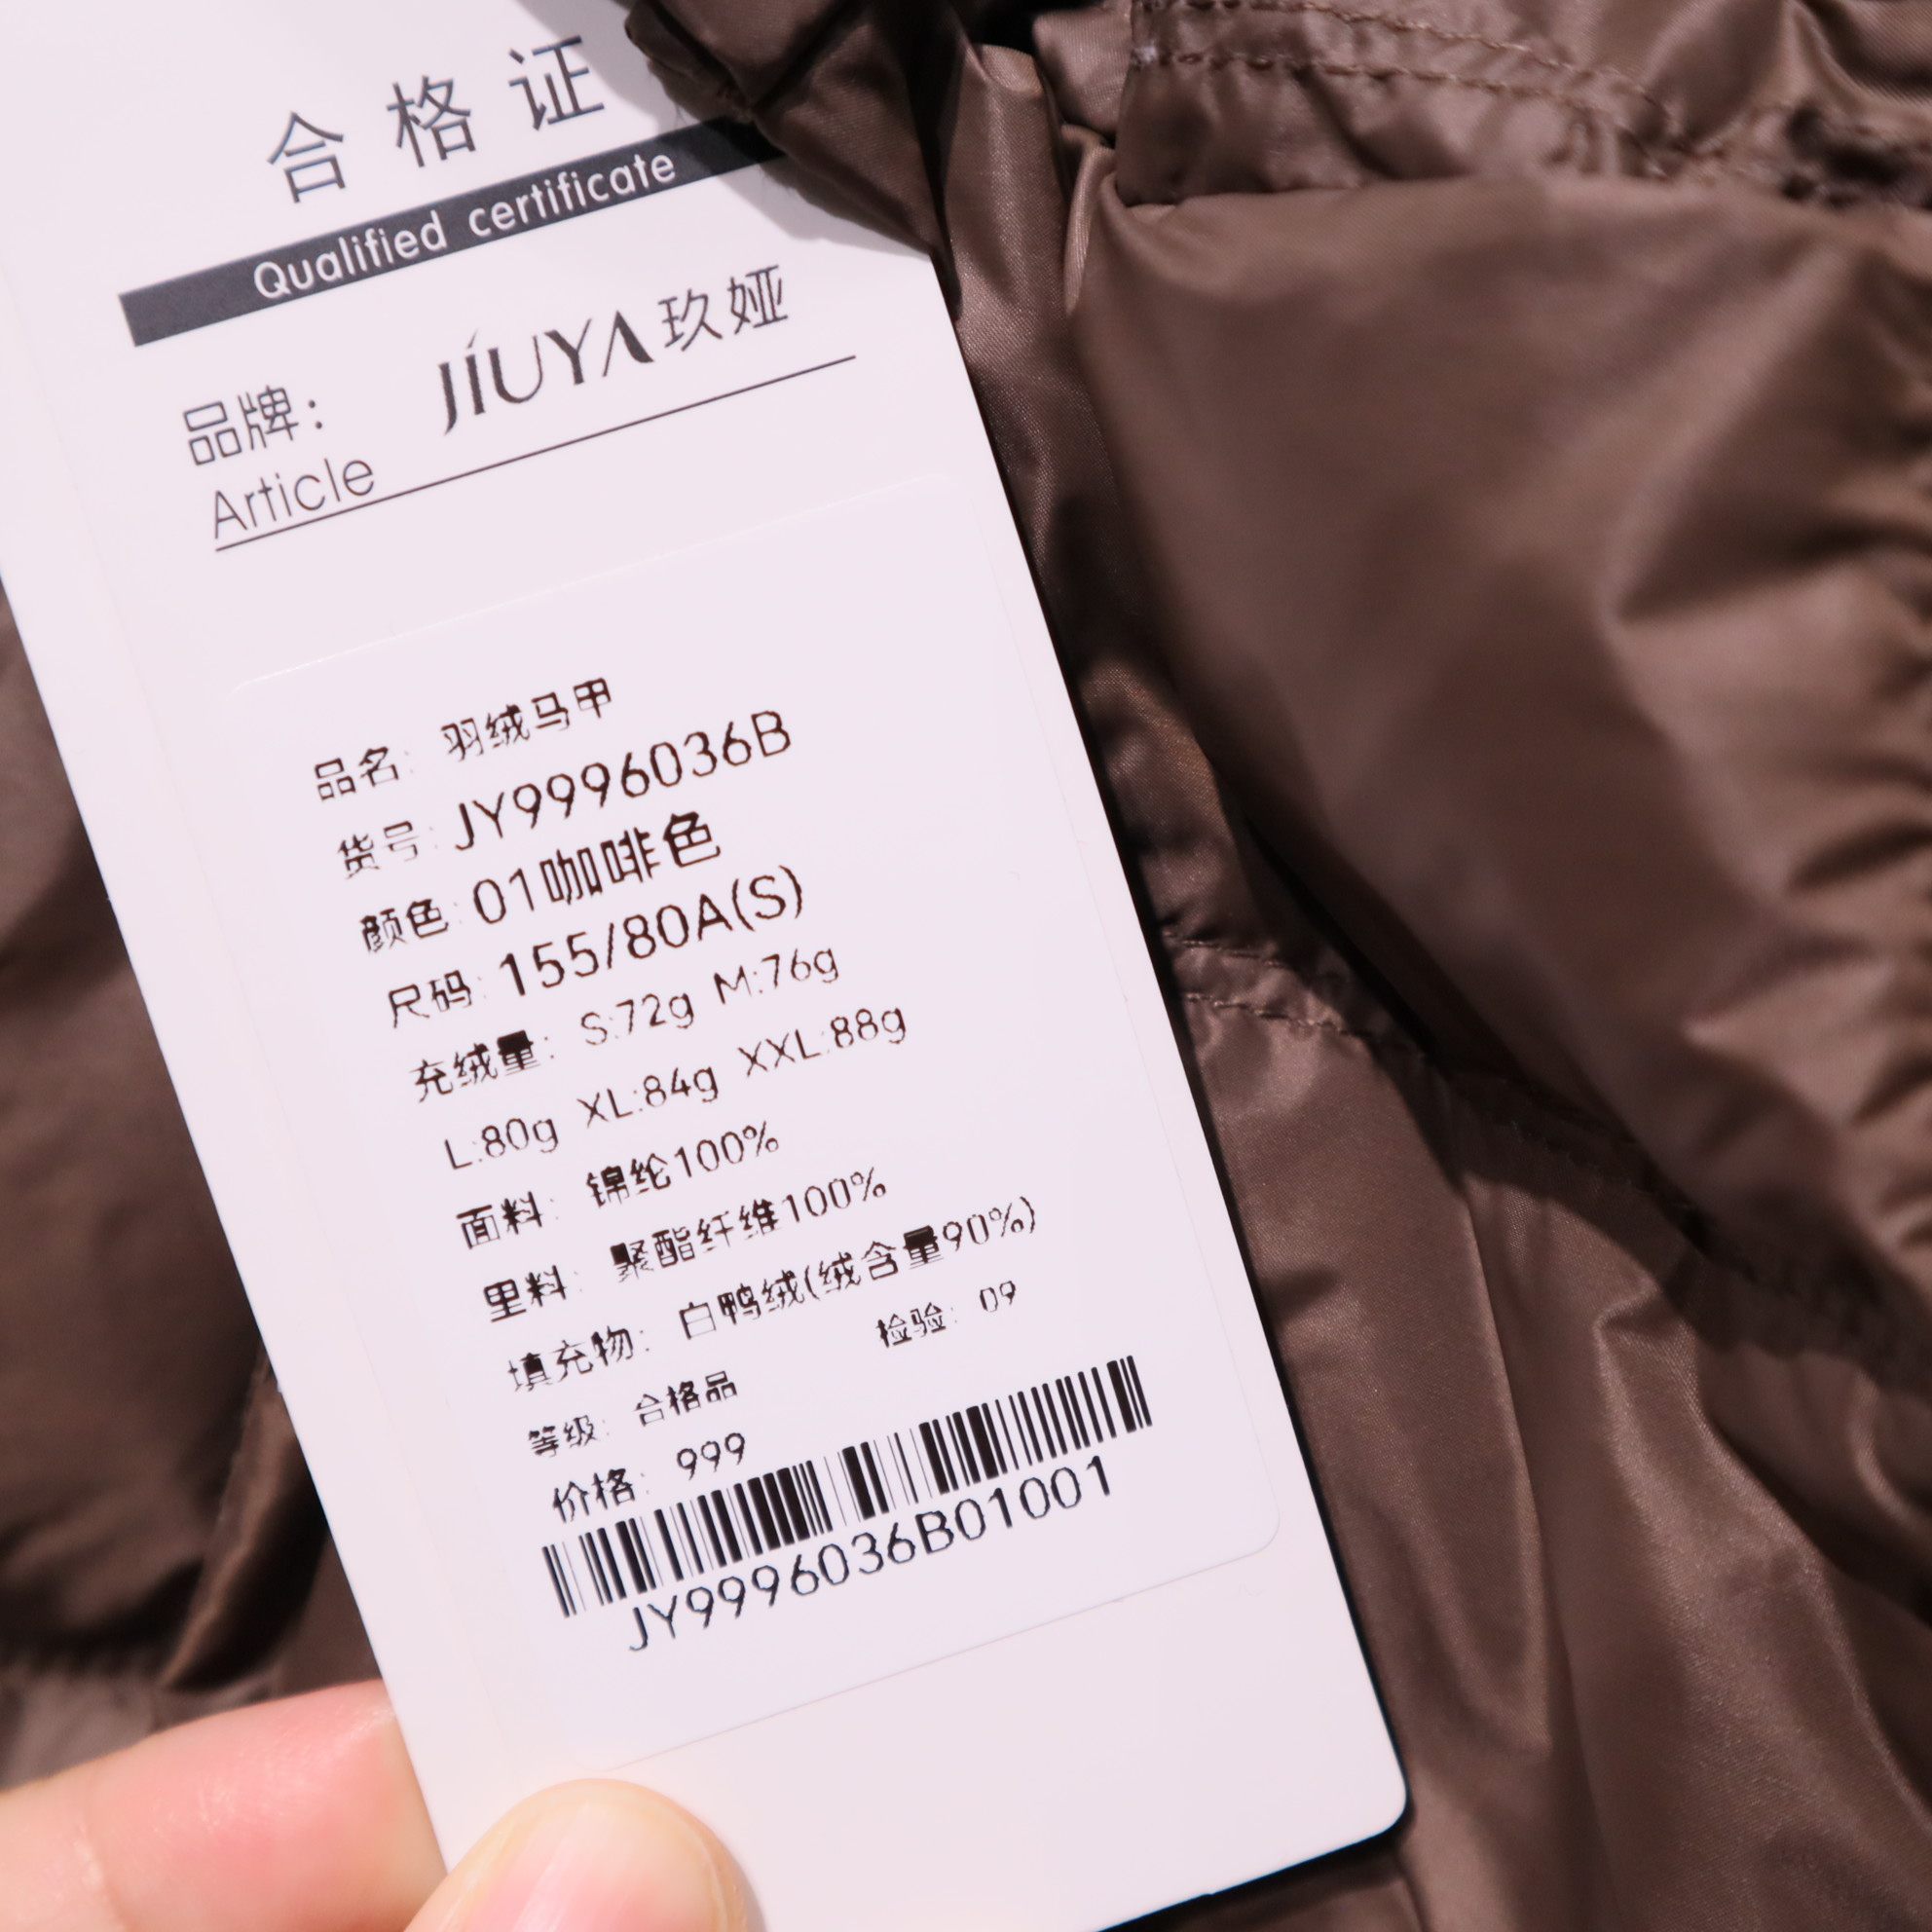 合格证
Qualified certificate
品牌： JÍUYA玖娅
Article
品名: 羽绒马甲
货号: JY9996036B
颜色: 01咖啡色
尺码: 155/80A(S)
充绒量: S:72g M:76g
L:80g XL:84g XXL:88g
面料: 锦纶100%
里料: 聚酯纤维100%
填充物: 白鸭绒(绒含量90%)
等级: 合格品 检验: 09
价格: 999
JY9996036B01001